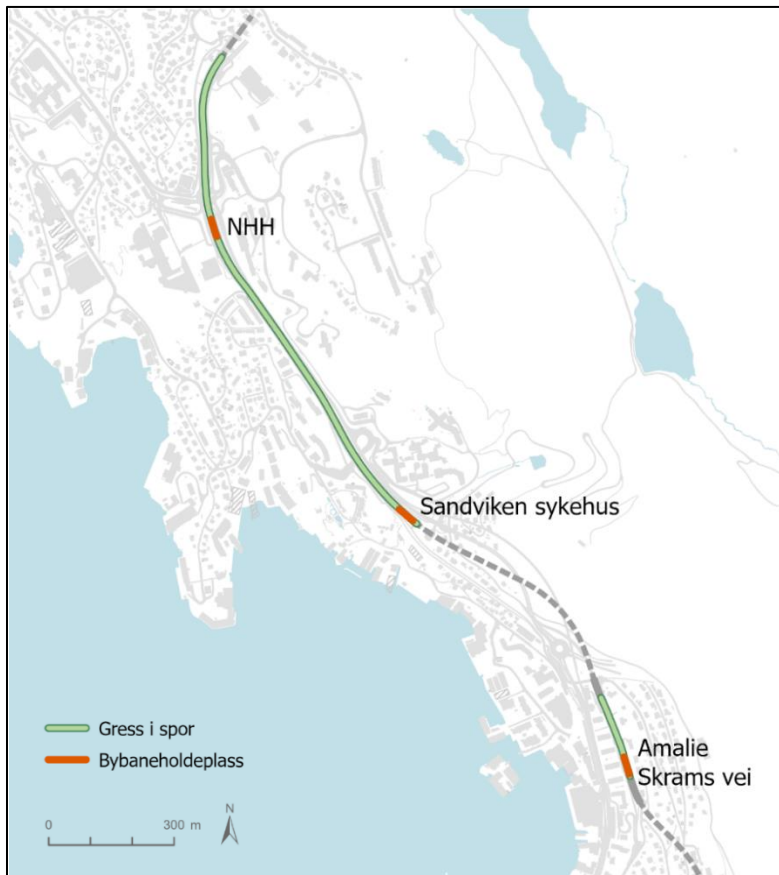 NHH
Sandviken sykehus
Amalie
Skrams vei
Gress i spor
Bybaneholdeplass
N
0 300 m